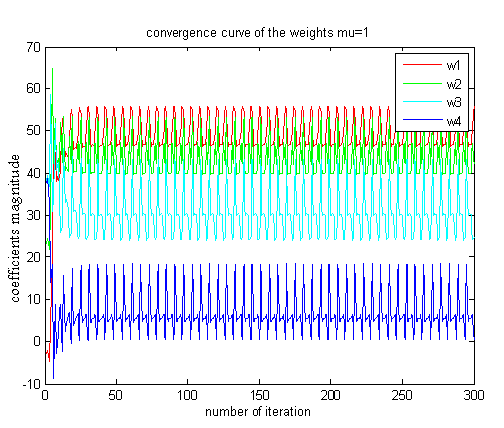 convergence curve of the weights mu=1
70
60
50
40
30
20
10
0
-10
coefficients magnitude
w1
w2
w3
w4
0
50
100
150
200
250
300
number of iteration